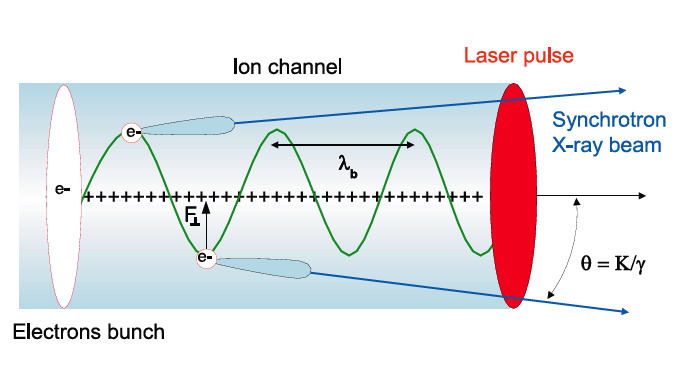 Laser pulse
Ion channel
e-
Synchrotron
X-ray beam
λb
e-
+++++++++++++++++++++++++++++++++++
F⊥
e-
θ = K/γ
Electrons bunch